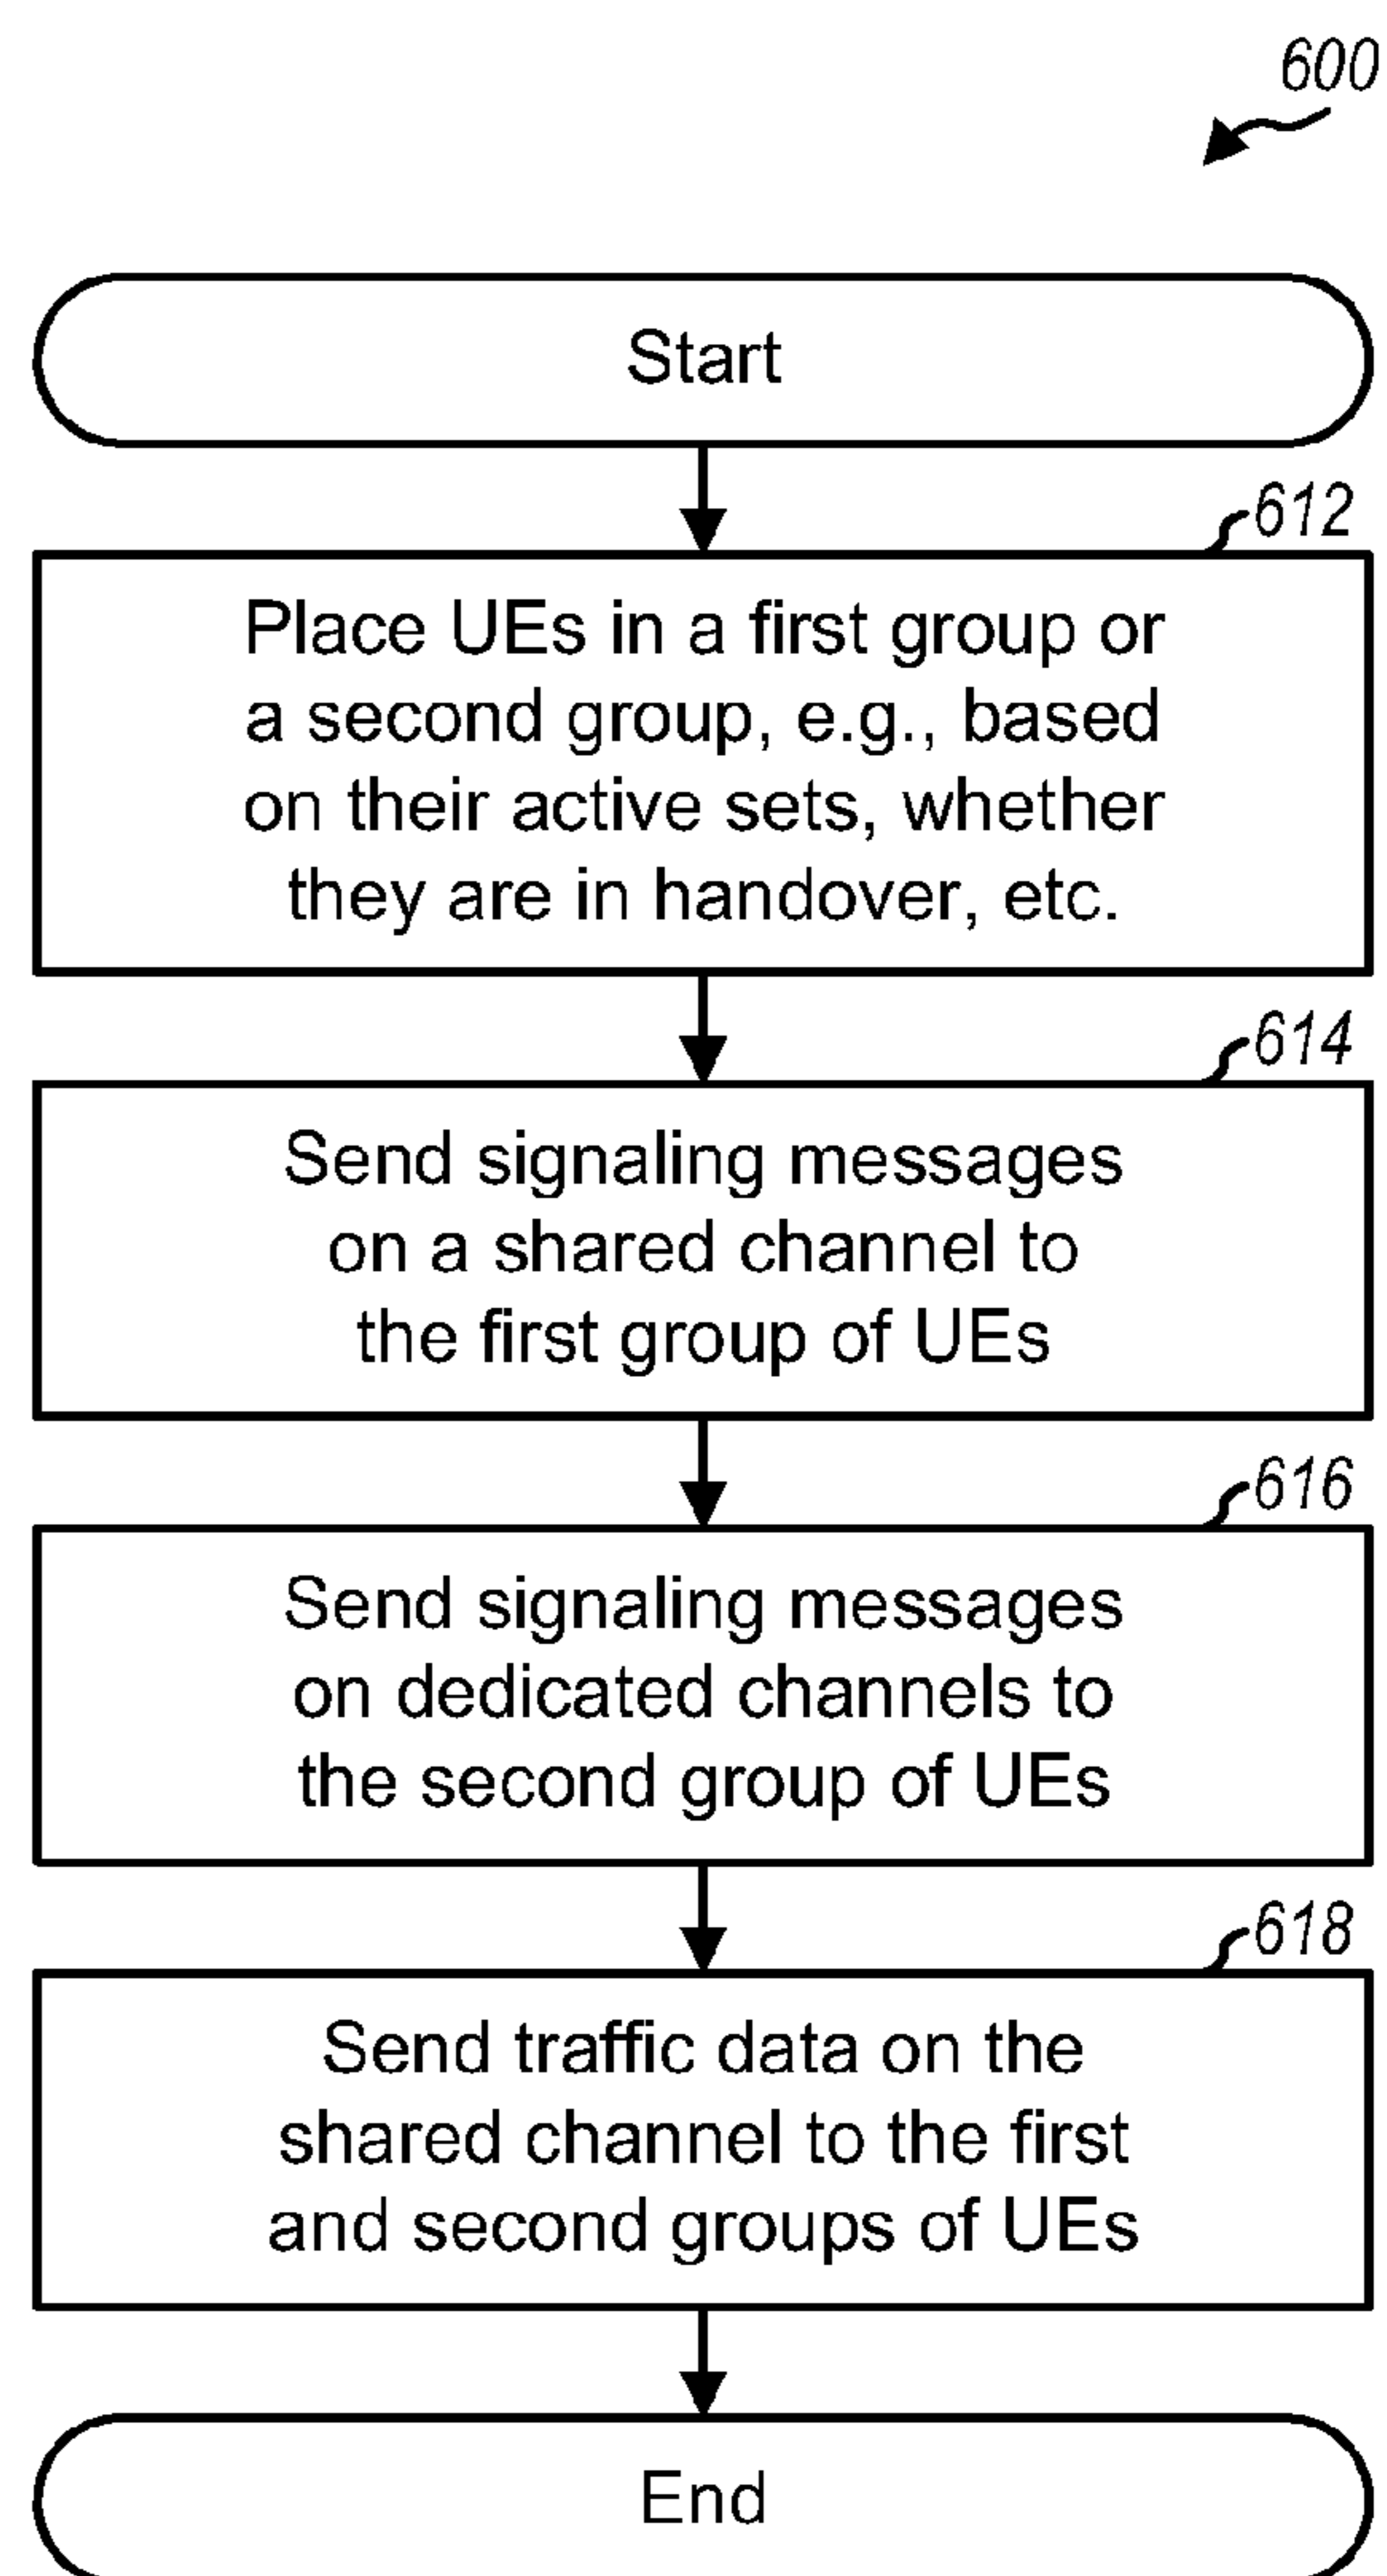 600
Start
612
Place UEs in a first group or
a second group, e.g., based
on their active sets, whether
they are in handover, etc.
614
Send signaling messages
on a shared channel to
the first group of UEs
616
Send signaling messages
on dedicated channels to
the second group of UEs
618
Send traffic data on the
shared channel to the first
and second groups of UEs
End